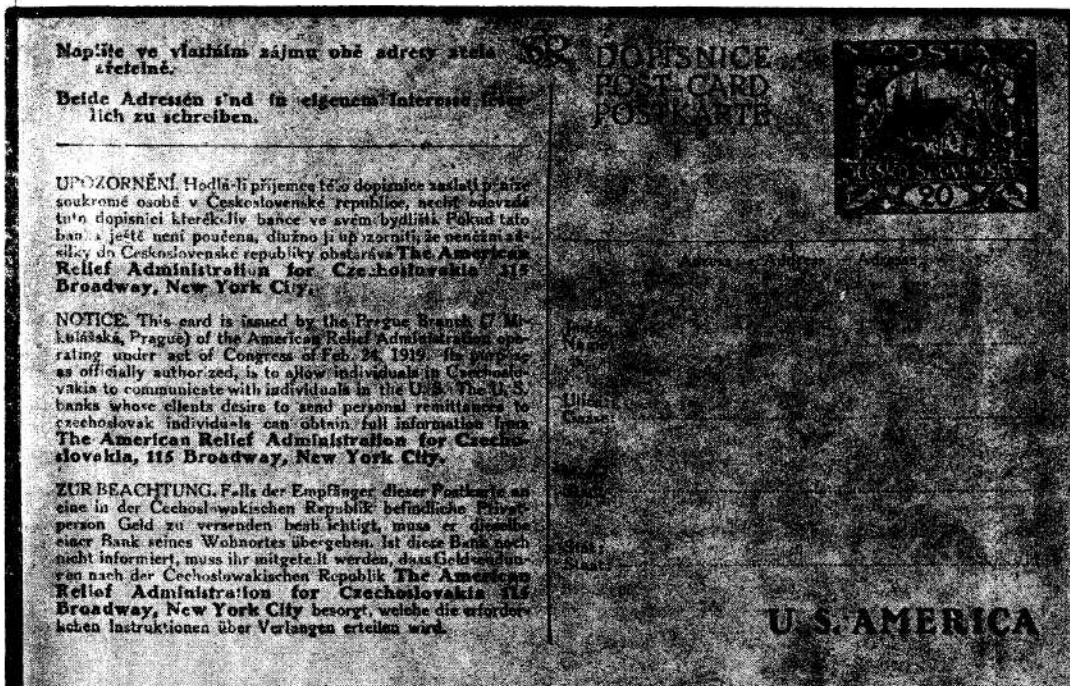 Napište ve vlastním zájmu obě adresy zcela
zřetelně.
Beide Adressen sind in eigenem Interesse
lich zu schreiben.
UPOZORNĚNÍ. Hodlá-li příjemce této dopisnice zaslati peníze
soukromé osobě v Československé republice, nechť odevzdá
tuto dopisnici kterékoliv bance ve svém bydlišti. Pokud tato
banka ještě není poučena, dlužno ji upozorniti, že peněžní zá-
silky do Československé republiky obstarává The American
Relief Administration for Czechoslovakia 115
Broadway, New York City.
NOTICE. This card is issued by the Prague Branch (7 Mi-
kulášská, Prague) of the American Relief Administration ope-
rating under act of Congress of Feb. 24, 1919. Its purpose
as officially authorized, is to allow individuals in Czechoslo-
vakia to communicate with individuals in the U. S. The U. S.
banks whose clients desire to send personal remittances to
czechoslovak individuals can obtain full information from
The American Relief Administration for Czecho-
slovakia, 115 Broadway, New York City.
ZUR BEACHTUNG. Falls der Empfänger dieser Postkarte an
eine in der Čechoslowakischen Republik befindliche Privat-
person Geld zu versenden beabsichtigt, muss er dieselbe
einer Bank seines Wohnortes übergeben. Ist diese Bank noch
nicht informiert, muss ihr mitgeteilt werden, dass Geldsendun-
gen nach der Čechoslowakischen Republik The American
Relief Administration for Czechoslovakia 115
Broadway, New York City besorgt, welche die erforder-
lichen Instruktionen über Verlangen erteilen wird.
DOPISNICE
POST CARD
POSTKARTE
POŠTA
ČESKO-SLOVENSKÁ
20
Adresa - Address - Adresse:
Name:
Ulice:
Gasse:
Stát:
Staat:
U. S. AMERICA